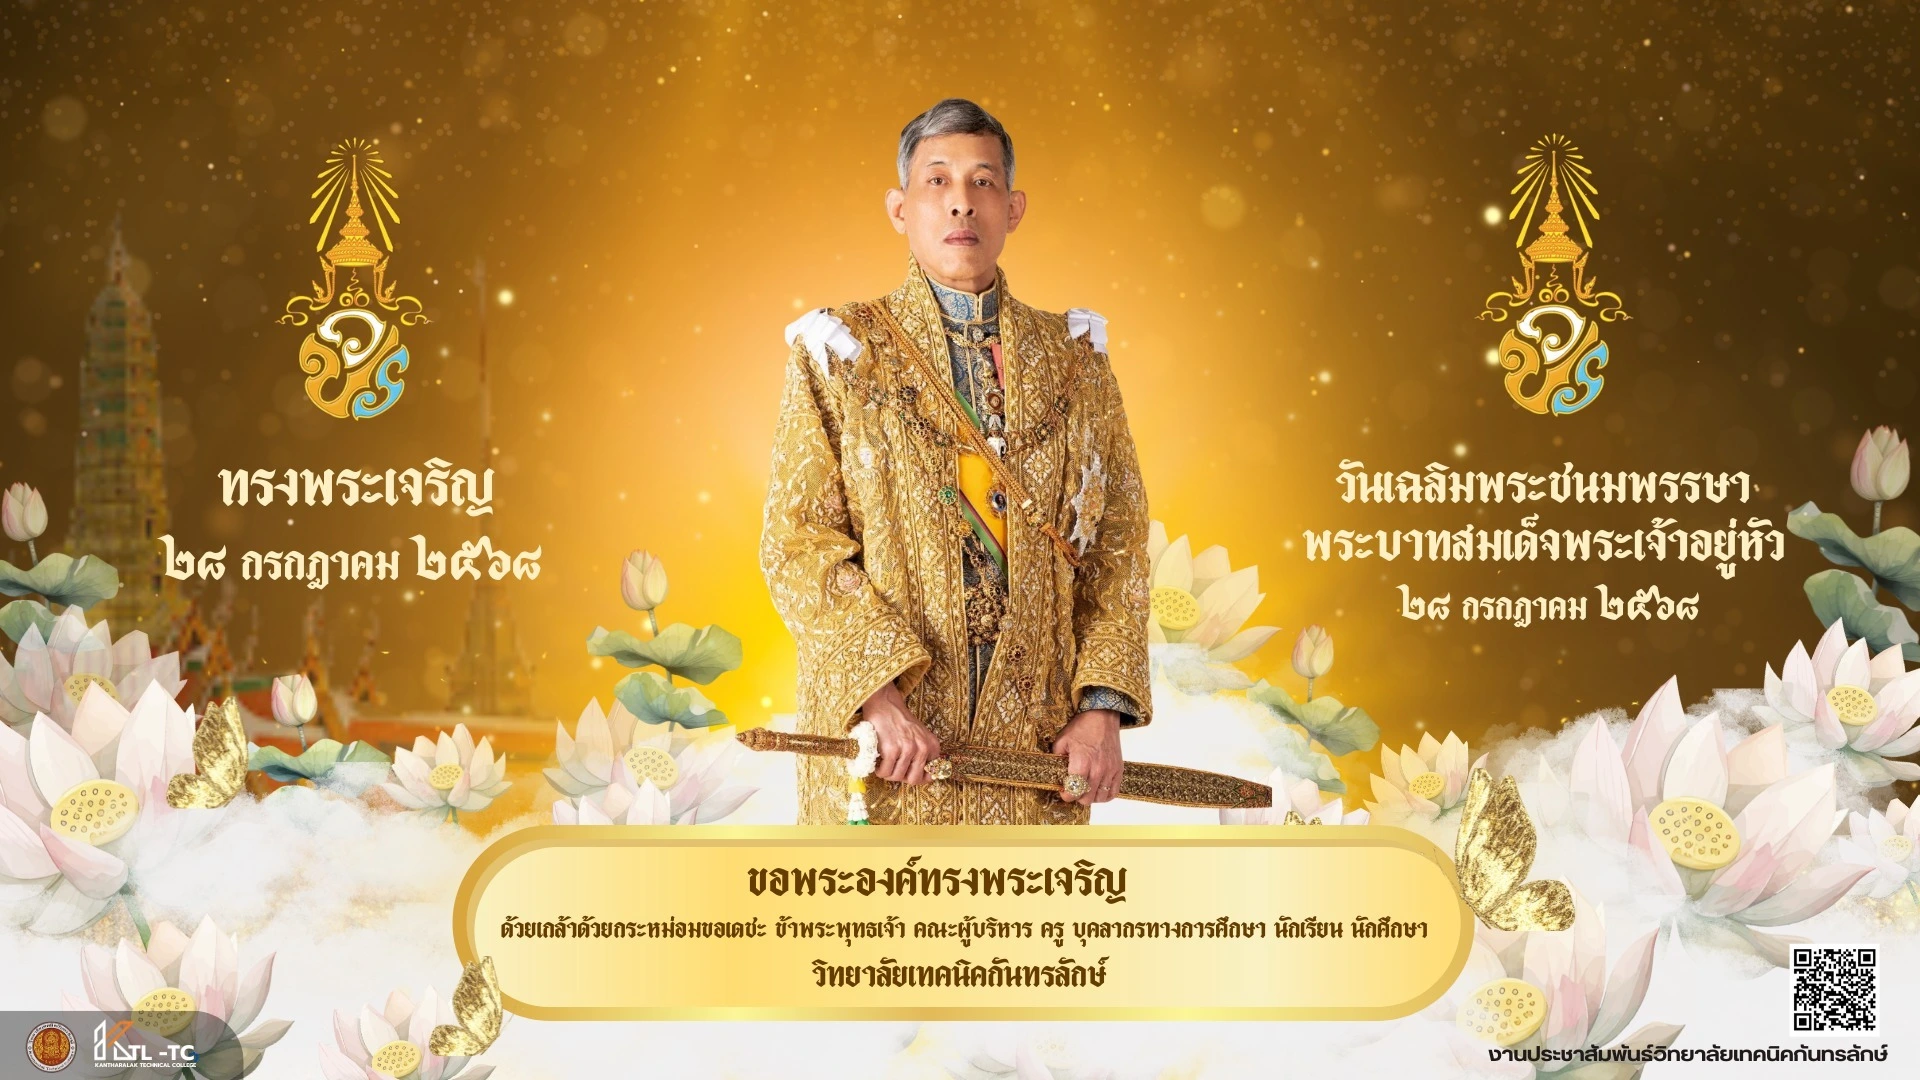 ทรงพระเจริญ
๒๘ กรกฎาคม ๒๕๖๘
วันเฉลิมพระชนมพรรษา
พระบาทสมเด็จพระเจ้าอยู่หัว
๒๘ กรกฎาคม ๒๕๖๘
ขอพระองค์ทรงพระเจริญ
ด้วยเกล้าด้วยกระหม่อมขอเดชะ ข้าพระพุทธเจ้า คณะผู้บริหาร ครู บุคลากรทางการศึกษา นักเรียน นักศึกษา
วิทยาลัยเทคนิคกันทรลักษ์
KTL -TC
KANTHARALAK TECHNICAL COLLEGE
งานประชาสัมพันธ์วิทยาลัยเทคนิคกันทรลักษ์